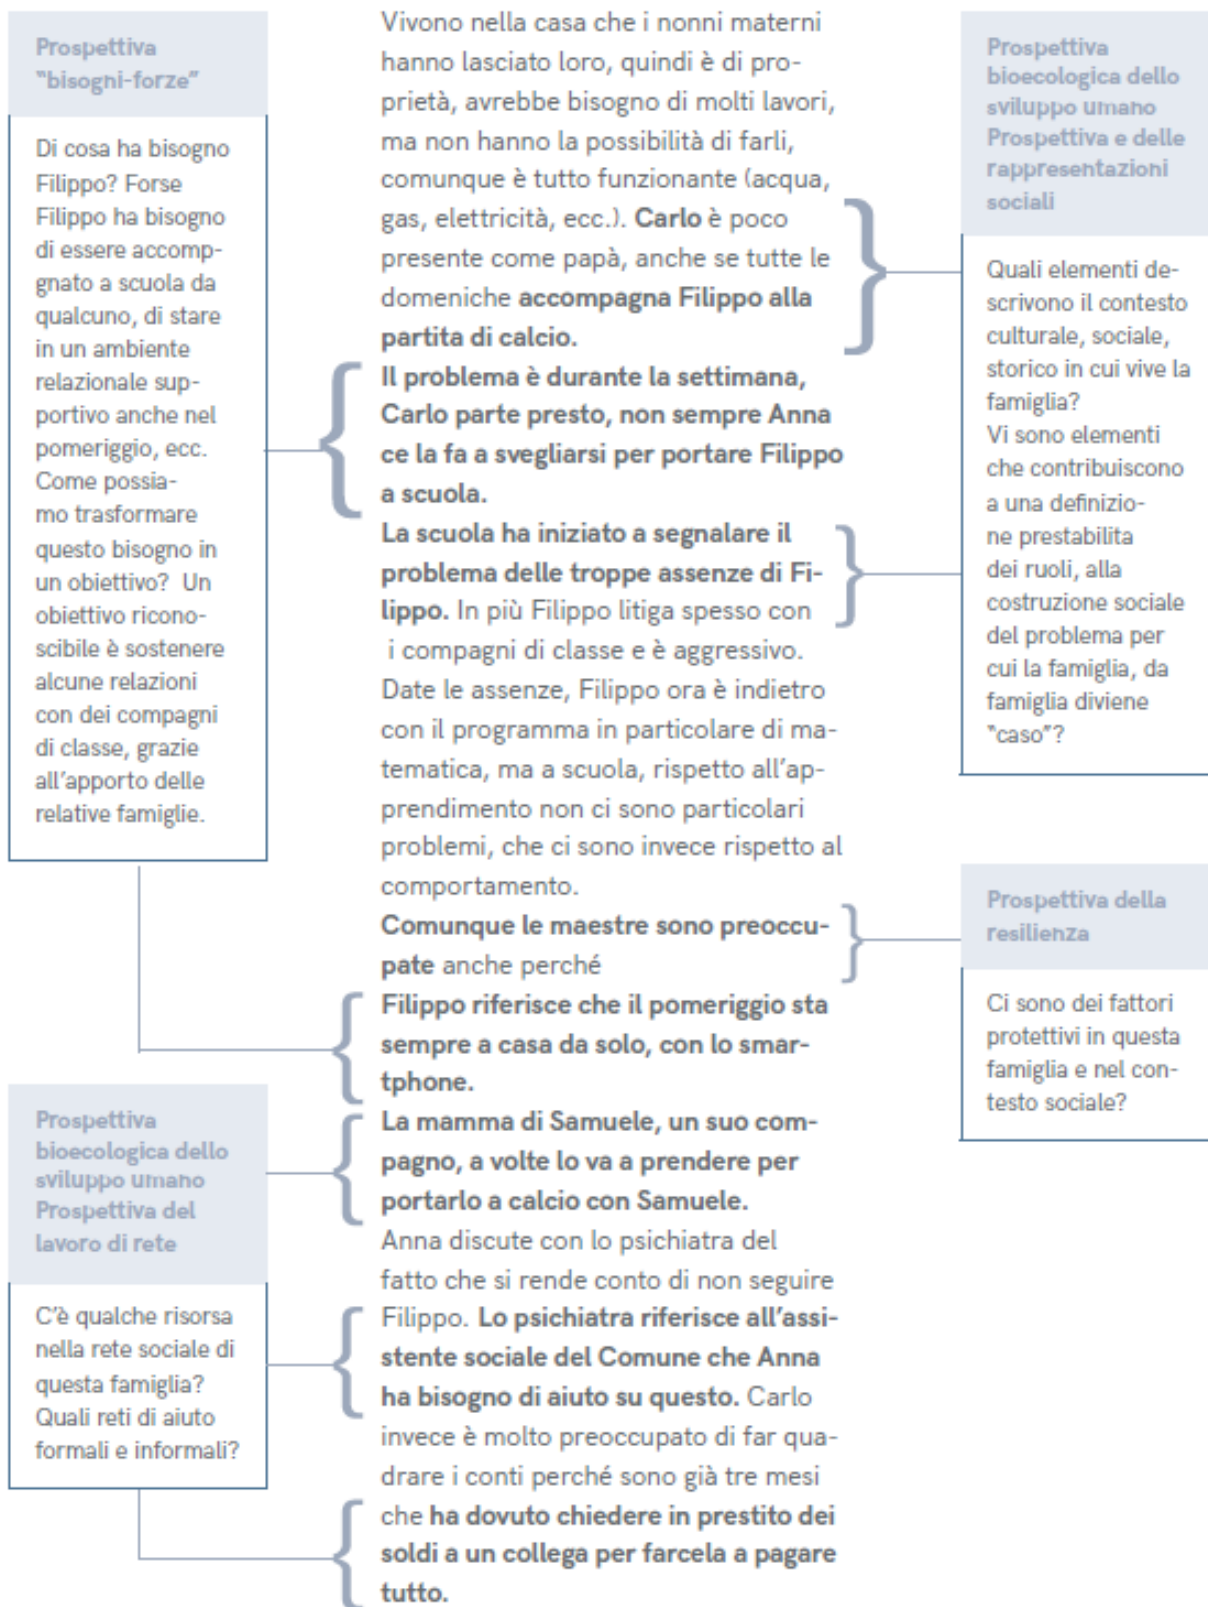 Prospettiva
"bisogni-forze"
Di cosa ha bisogno
Filippo? Forse
Filippo ha bisogno
di essere accomp-
gnato a scuola da
qualcuno, di stare
in un ambiente
relazionale sup-
portivo anche nel
pomeriggio, ecc.
Come possia-
mo trasformare
questo bisogno in
un obiettivo?  Un
obiettivo ricono-
scibile è sostenere
alcune relazioni
con dei compagni
di classe, grazie
all'apporto delle
relative famiglie.
Prospettiva
bioecologica dello
sviluppo umano
Prospettiva del
lavoro di rete
C'è qualche risorsa
nella rete sociale di
questa famiglia?
Quali reti di aiuto
formali e informali?
Vivono nella casa che i nonni materni
hanno lasciato loro, quindi è di pro-
prietà, avrebbe bisogno di molti lavori,
ma non hanno la possibilità di farli,
comunque è tutto funzionante (acqua,
gas, elettricità, ecc.). Carlo è poco
presente come papà, anche se tutte le
domeniche accompagna Filippo alla
partita di calcio.
Il problema è durante la settimana,
Carlo parte presto, non sempre Anna
ce la fa a svegliarsi per portare Filippo
a scuola.
La scuola ha iniziato a segnalare il
problema delle troppe assenze di Fi-
lippo. In più Filippo litiga spesso con
i compagni di classe e è aggressivo.
Date le assenze, Filippo ora è indietro
con il programma in particolare di ma-
tematica, ma a scuola, rispetto all'ap-
prendimento non ci sono particolari
problemi, che ci sono invece rispetto al
comportamento.
Comunque le maestre sono preoccu-
pate anche perché
Filippo riferisce che il pomeriggio sta
sempre a casa da solo, con lo smar-
tphone.
La mamma di Samuele, un suo com-
pagno, a volte lo va a prendere per
portarlo a calcio con Samuele.
Anna discute con lo psichiatra del
fatto che si rende conto di non seguire
Filippo. Lo psichiatra riferisce all'assi-
stente sociale del Comune che Anna
ha bisogno di aiuto su questo. Carlo
invece è molto preoccupato di far qua-
drare i conti perché sono già tre mesi
che ha dovuto chiedere in prestito dei
soldi a un collega per farcela a pagare
tutto.
Prospettiva
bioecologica dello
sviluppo umano
Prospettiva e delle
rappresentazioni
sociali
Quali elementi de-
scrivono il contesto
culturale, sociale,
storico in cui vive la
famiglia?
Vi sono elementi
che contribuiscono
a una definizio-
ne prestabilita
dei ruoli, alla
costruzione sociale
del problema per
cui la famiglia, da
famiglia diviene
"caso"?
Prospettiva della
resilienza
Ci sono dei fattori
protettivi in questa
famiglia e nel con-
testo sociale?